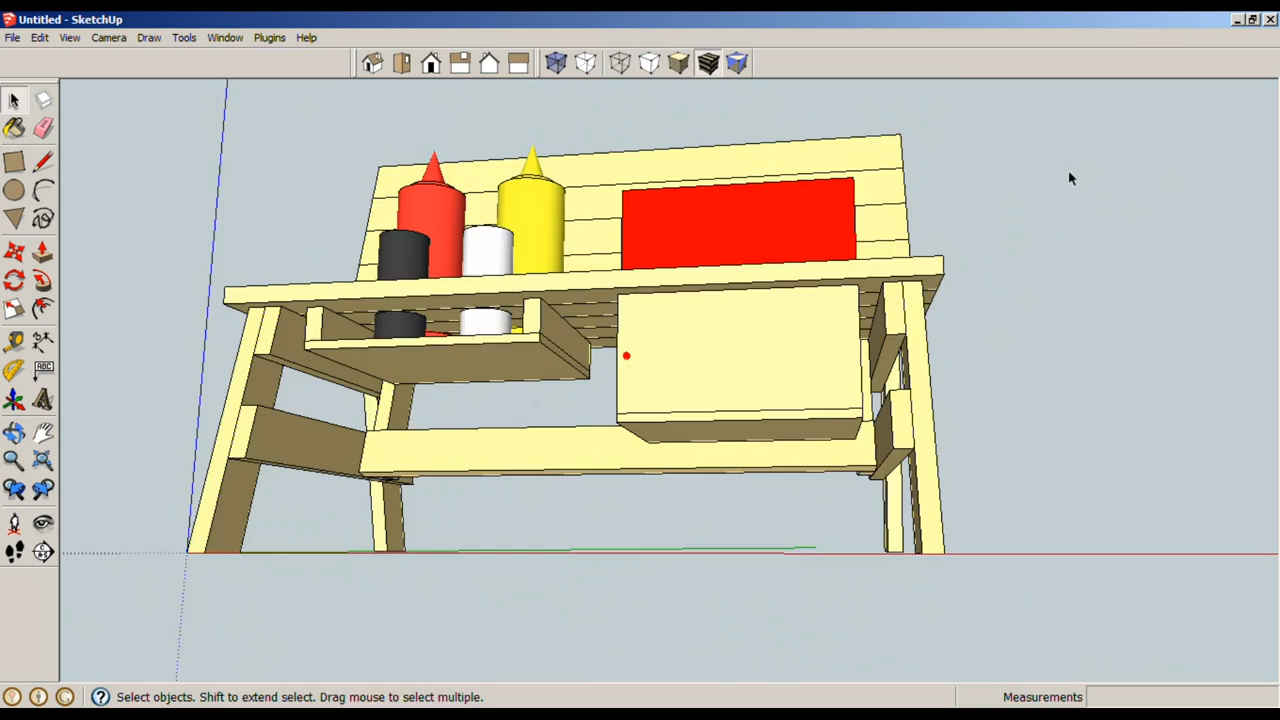 Untitled - SketchUp
File Edit View Camera Draw Tools Window Plugins Help
ABC
Select objects. Shift to extend select. Drag mouse to select multiple. Measurements